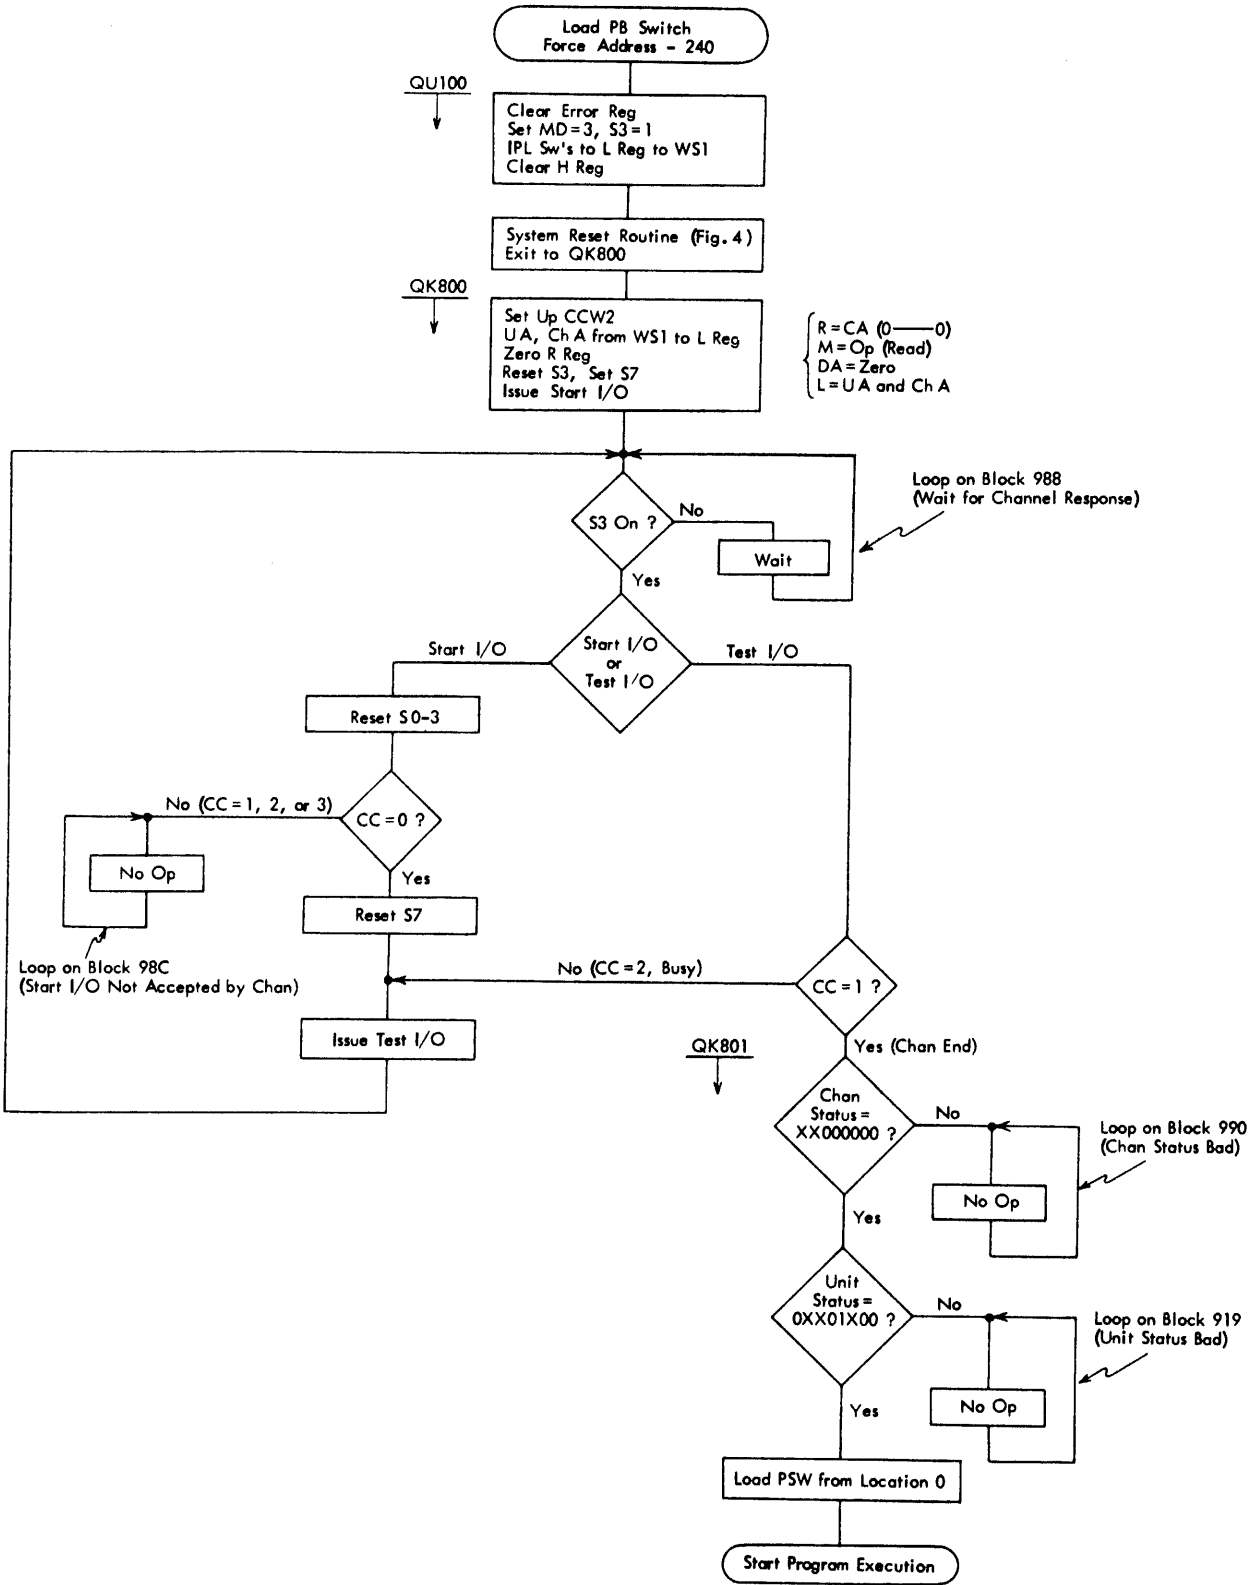 Load PB Switch
Force Address - 240
QU100
Clear Error Reg
Set MD=3, S3=1
IPL Sw's to L Reg to WS1
Clear H Reg
System Reset Routine (Fig. 4)
Exit to QK800
QK800
Set Up CCW2
UA, Ch A from WS1 to L Reg
Zero R Reg
Reset S3, Set S7
Issue Start I/O
R=CA (0——0)
M=Op (Read)
DA=Zero
L=UA and Ch A
S3 On ?
No
Wait
Loop on Block 988
(Wait for Channel Response)
Yes
Start I/O
or
Test I/O
Start I/O
Test I/O
Reset S0-3
CC=0 ?
No (CC=1, 2, or 3)
No Op
Loop on Block 98C
(Start I/O Not Accepted by Chan)
Yes
Reset S7
No (CC=2, Busy)
CC=1 ?
Issue Test I/O
Yes (Chan End)
QK801
Chan
Status=
XX000000 ?
No
No Op
Loop on Block 990
(Chan Status Bad)
Yes
Unit
Status=
0XX01X00 ?
No
No Op
Loop on Block 919
(Unit Status Bad)
Yes
Load PSW from Location 0
Start Program Execution